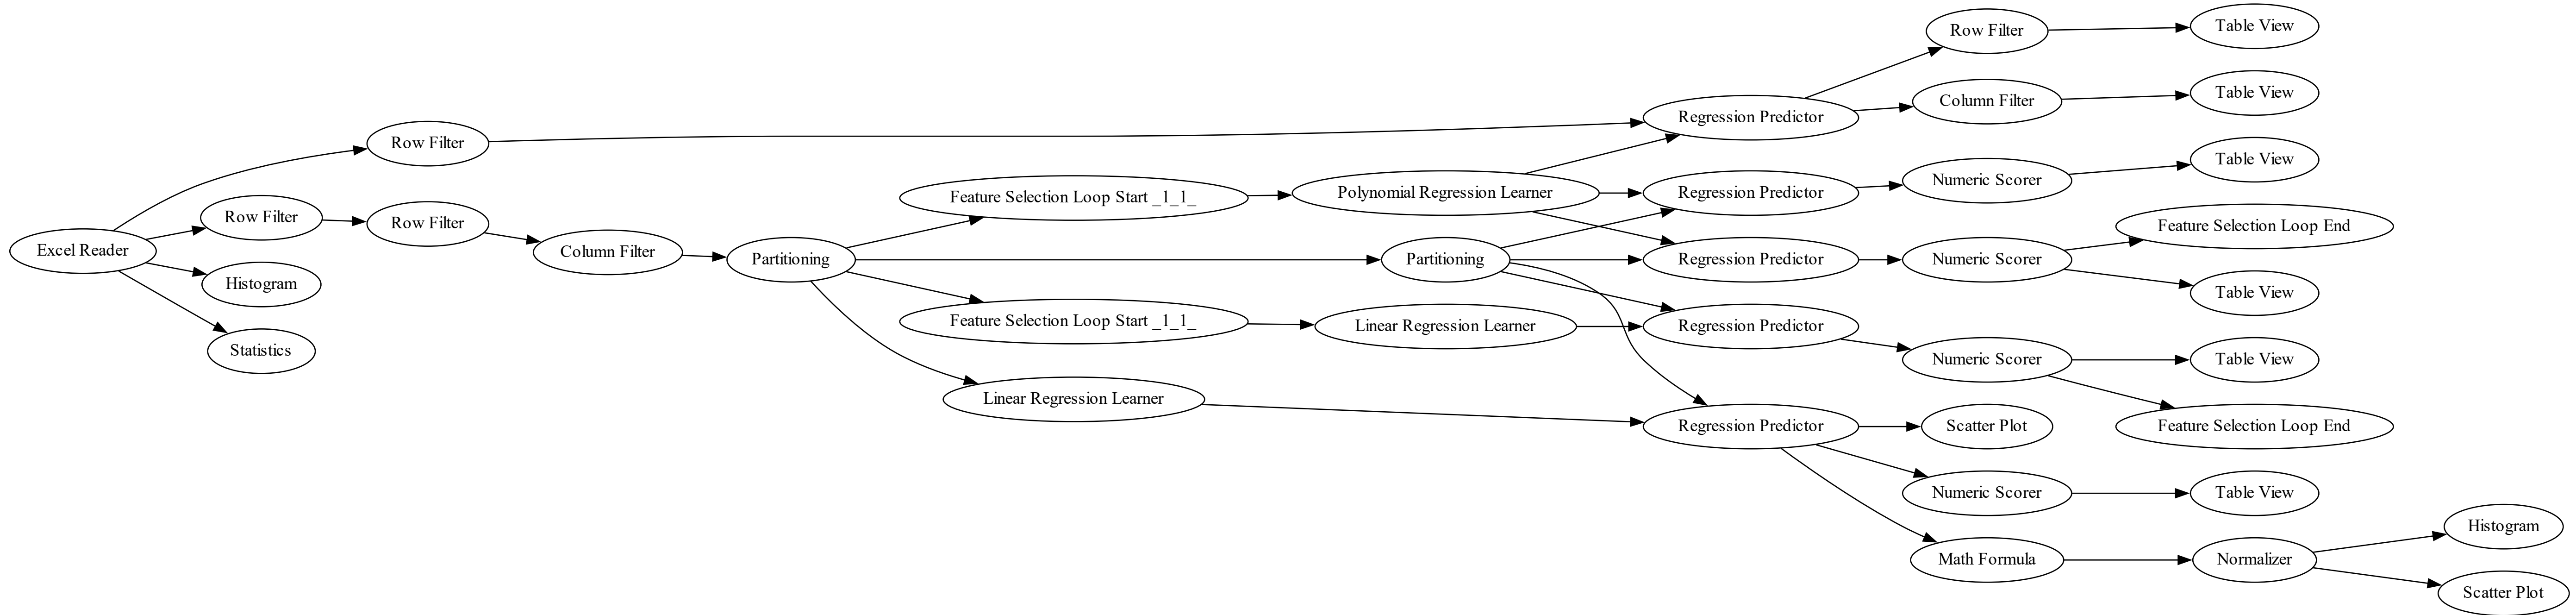 Excel Reader
Row Filter
Row Filter
Histogram
Statistics
Row Filter
Column Filter
Partitioning
Feature Selection Loop Start _1_1_
Feature Selection Loop Start _1_1_
Linear Regression Learner
Polynomial Regression Learner
Partitioning
Linear Regression Learner
Regression Predictor
Regression Predictor
Regression Predictor
Regression Predictor
Regression Predictor
Row Filter
Column Filter
Numeric Scorer
Numeric Scorer
Numeric Scorer
Scatter Plot
Numeric Scorer
Math Formula
Table View
Table View
Table View
Feature Selection Loop End
Table View
Table View
Feature Selection Loop End
Table View
Normalizer
Histogram
Scatter Plot